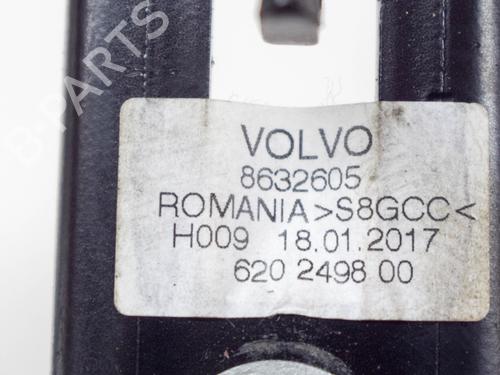 VOLVO
8632605
ROMANIA>S8GCC<
H009 18.01.2017
620 2498 00
B-PARTS